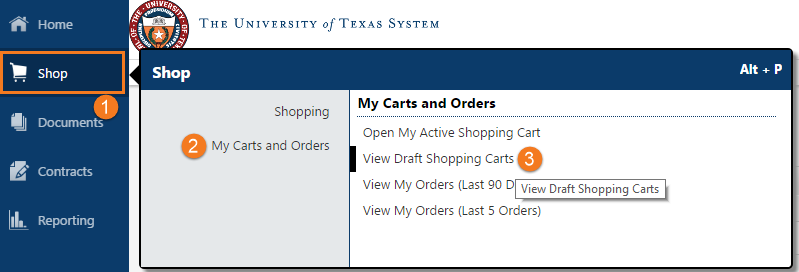 Home
THE UNIVERSITY of TEXAS SYSTEM
Shop
1
Documents
Contracts
Reporting
Shop
Alt + P
Shopping
2 My Carts and Orders
My Carts and Orders
Open My Active Shopping Cart
View Draft Shopping Carts 3
View My Orders (Last 90 D
View Draft Shopping Carts
View My Orders (Last 5 Orders)